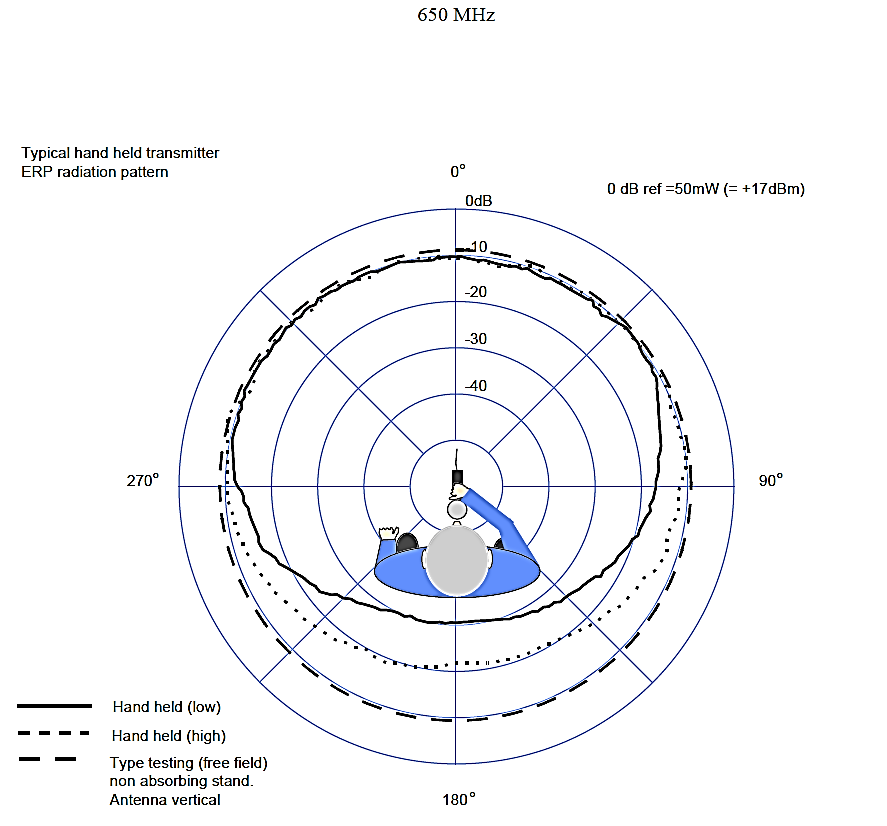 650 MHz
Typical hand held transmitter
ERP radiation pattern
0°
0 dB ref =50mW (= +17dBm)
0dB
-10
-20
-30
-40
270°
90°
Hand held (low)
Hand held (high)
Type testing (free field)
non absorbing stand.
Antenna vertical
180°